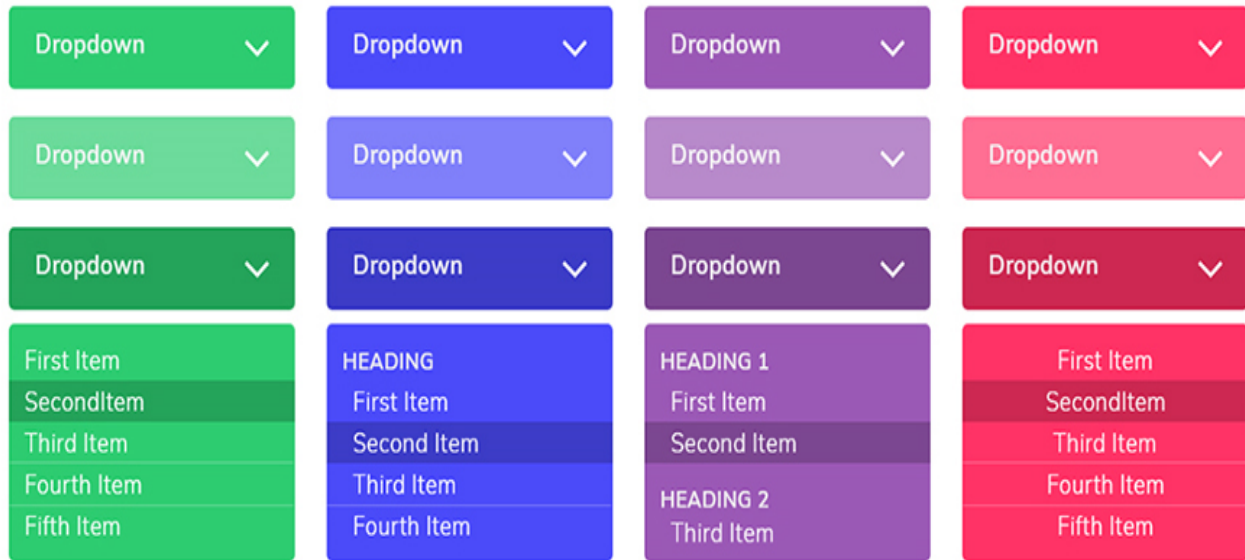 Dropdown
Dropdown
Dropdown
Dropdown
Dropdown
Dropdown
Dropdown
Dropdown
Dropdown
Dropdown
Dropdown
Dropdown
First Item
SecondItem
Third Item
Fourth Item
Fifth Item
HEADING
First Item
Second Item
Third Item
Fourth Item
HEADING 1
First Item
Second Item
HEADING 2
Third Item
First Item
SecondItem
Third Item
Fourth Item
Fifth Item